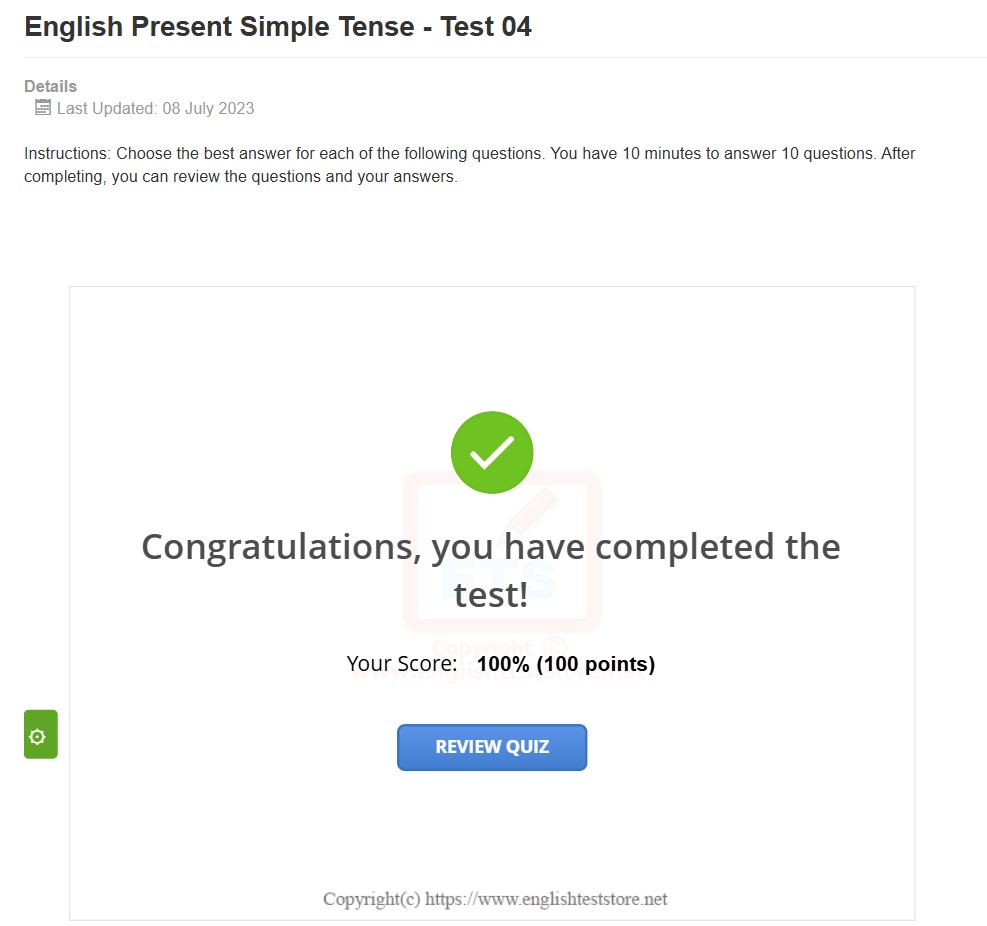 English Present Simple Tense - Test 04
Details
Last Updated: 08 July 2023
Instructions: Choose the best answer for each of the following questions. You have 10 minutes to answer 10 questions. After
completing, you can review the questions and your answers.
Congratulations, you have completed the
test!
ETS
Copyright ©
www.englishteststore.net
Your Score: 100% (100 points)
REVIEW QUIZ
Copyright(c) https://www.englishteststore.net